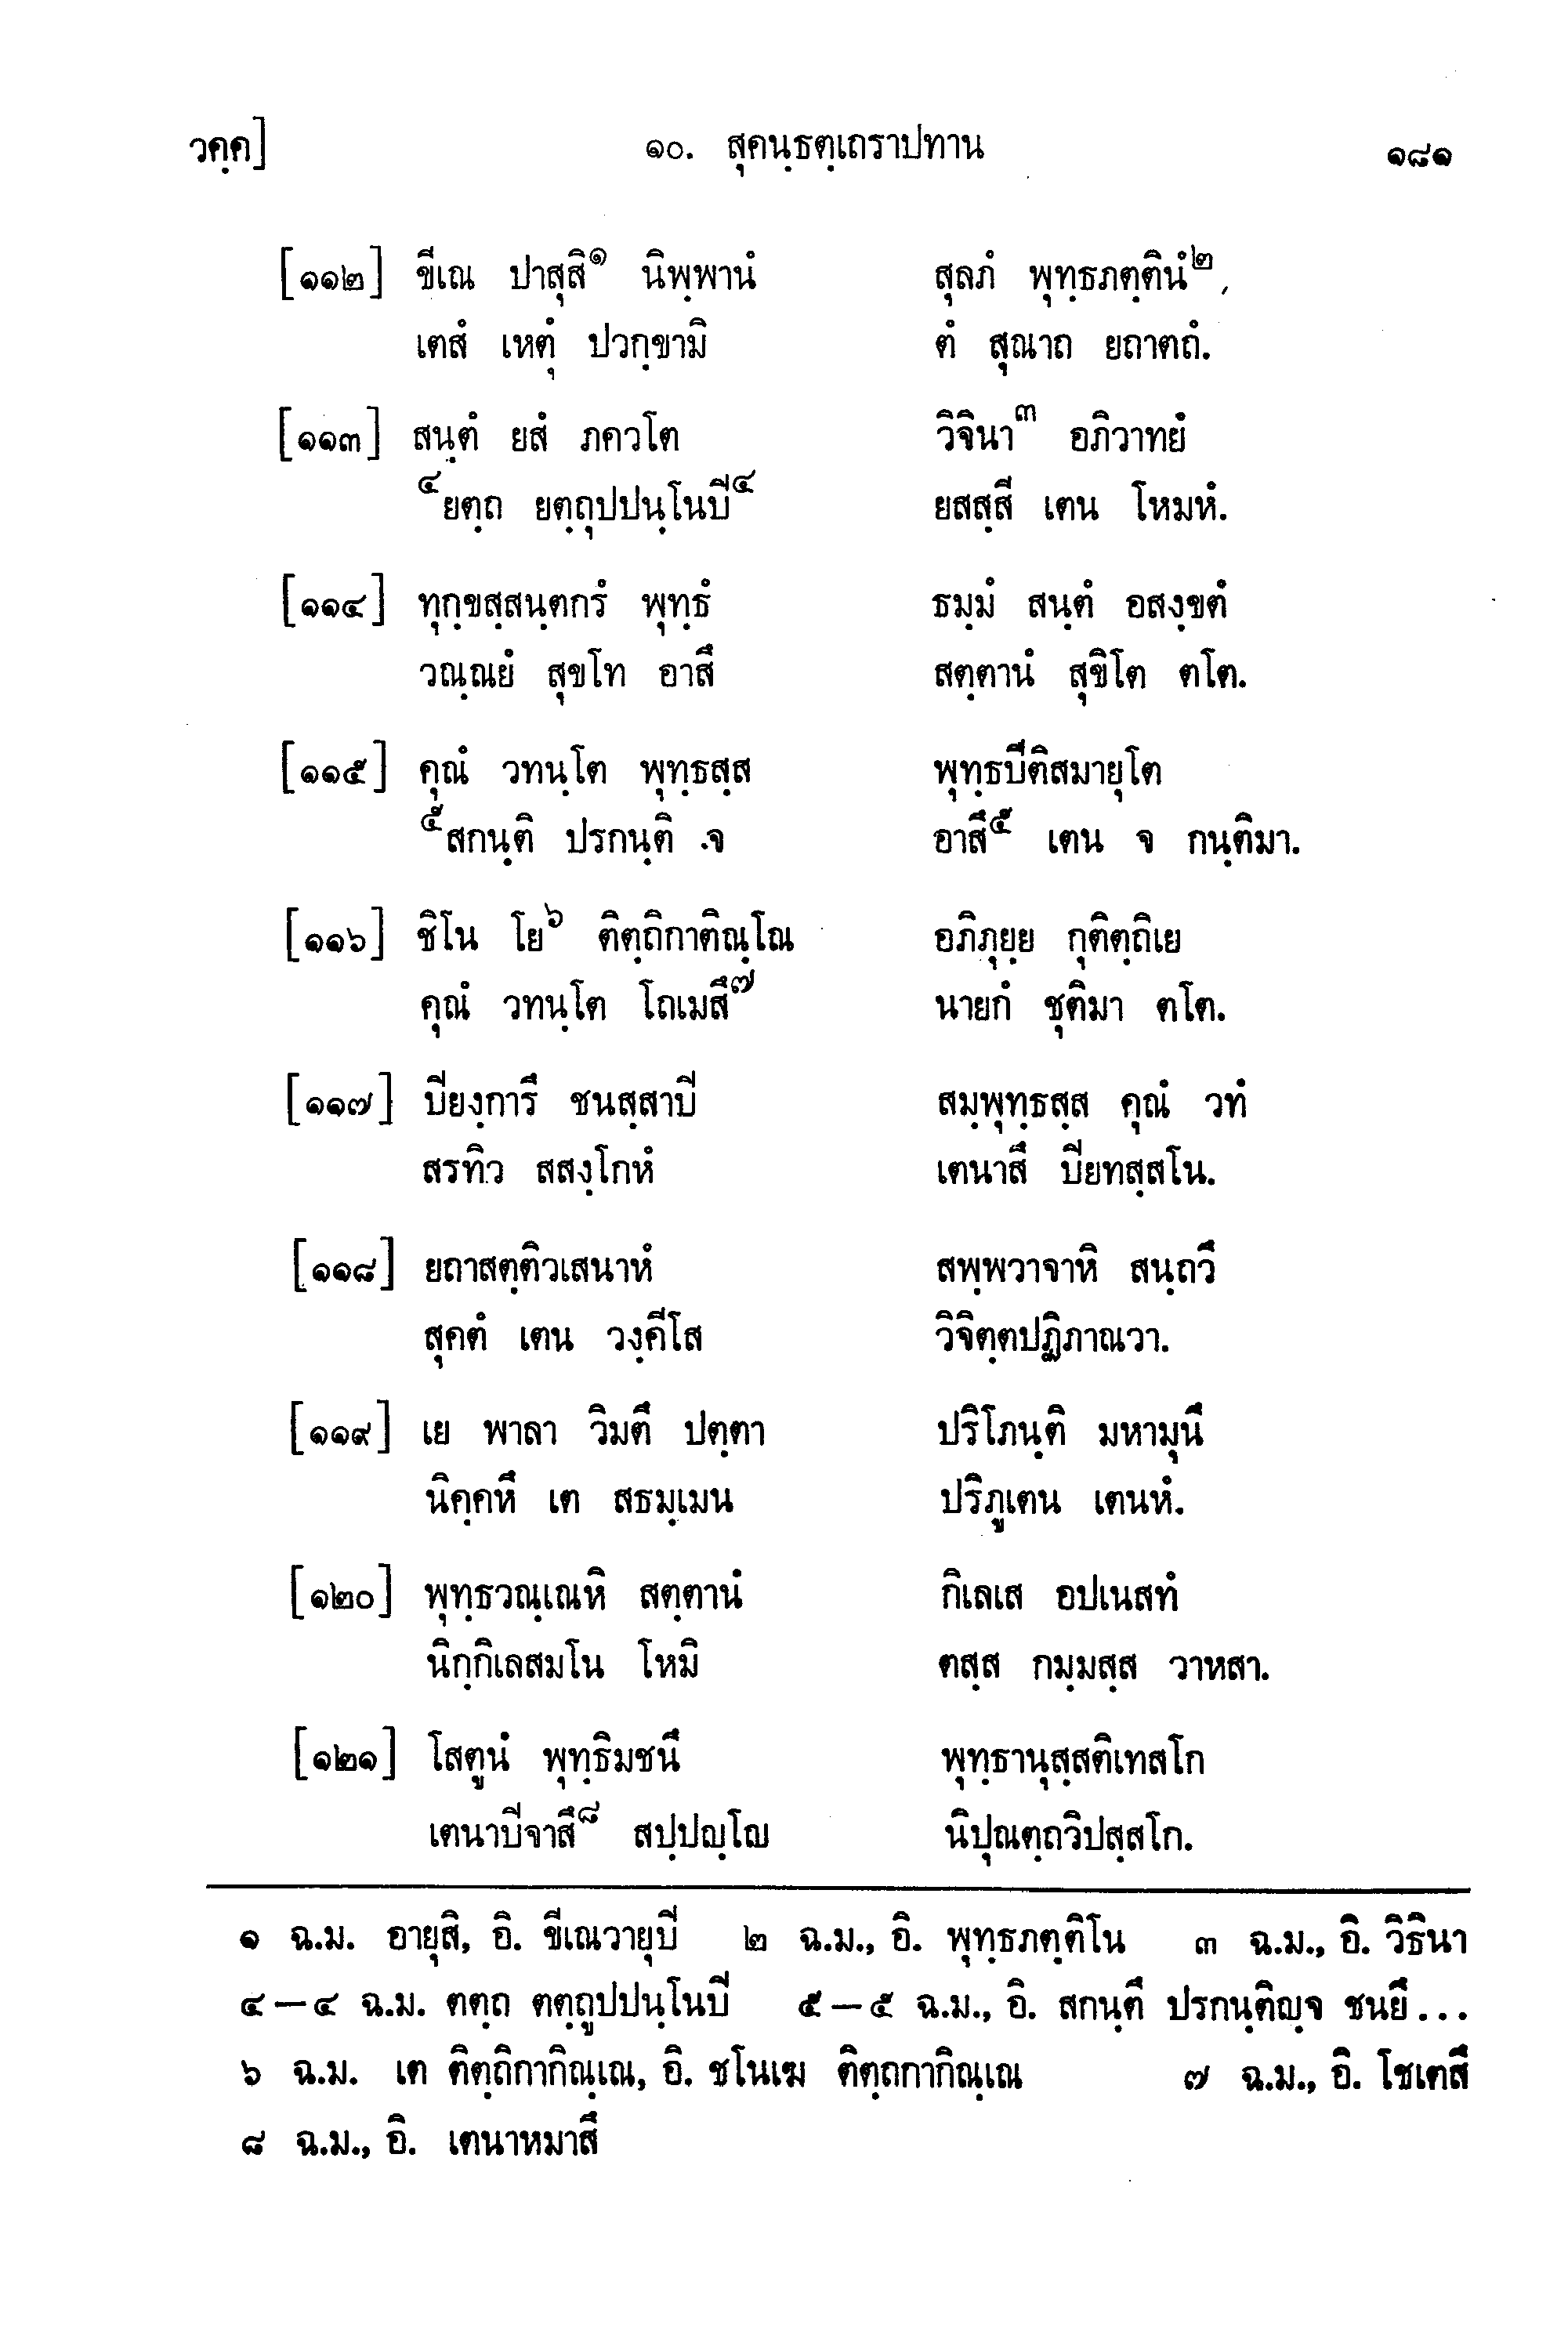 วคฺค] ๑๐. สุคนฺธตฺเถราปทาน ๑๘๑
[๑๑๒] ขีเณ ปาสุสิ๑ นิพฺพานํ สุลภํ พุทฺธภตฺตินํ๒,
เตสํ เหตุํ ปวกฺขามิ ตํ สุณาถ ยถาตถํ.
[๑๑๓] สนฺตํ ยสํ ภควโต วิจินา๓ อภิวาทยํ
๔ยตฺถ ยตฺถุปปนฺโนปี๔ ยสสฺสี เตน โหมหํ.
[๑๑๔] ทุกฺขสฺสนฺตกรํ พุทฺธํ ธมฺมํ สนฺตํ อสงฺขตํ
วณฺณยํ สุขโท อาสึ สตฺตานํ สุขิโต ตโต.
[๑๑๕] คุณํ วทนฺโต พุทฺธสฺส พุทฺธปีติสมายุโต
๕สกนฺติ ปรกนฺติ จ อาสึ๕ เตน จ กนฺติมา.
[๑๑๖] ชิโน โย๖ ติตฺถิกาติณฺโณ อภิภุยฺย กุติตฺถิเย
คุณํ วทนฺโต โถเมสึ๗ นายกํ ชุติมา ตโต.
[๑๑๗] ปิยงฺการี ชนสฺสาปี สมฺพุทฺธสฺส คุณํ วทํ
สรทิว สสงฺโกหํ เตนาสึ ปิยทสฺสโน.
[๑๑๘] ยถาสตฺติวเสนาหํ สพฺพวาจาหิ สนฺถวึ
สุคตํ เตน วงฺคีโส วิจิตฺตปฏิภาณวา.
[๑๑๙] เย พาลา วิมตึ ปตฺตา ปริโภนฺติ มหามุนึ
นิคฺคหึ เต สธมฺเมน ปริภูเตน เตนหํ.
[๑๒๐] พุทฺธวณฺเณหิ สตฺตานํ กิเลเส อปเนสทํ
นิกฺกิเลสมโน โหมิ ตสฺส กมฺมสฺส วาหสา.
[๑๒๑] โสตูนํ พุทฺธิมชนึ พุทฺธานุสฺสติเทสโก
เตนาปีจาสึ๘ สปฺปญฺโญ นิปุณตฺถวิปสฺสโก.
๑ ฉ.ม. อายุสิ, อิ. ขีเณวายุปี ๒ ฉ.ม., อิ. พุทฺธภตฺติโน ๓ ฉ.ม., อิ. วิธินา
๔ – ๔ ฉ.ม. ตตฺถ ตตฺถูปปนฺโนปี ๕ – ๕ ฉ.ม., อิ. สกนฺตึ ปรกนฺติญฺจ ชนยึ...
๖ ฉ.ม. เต ติตฺถิกากิณฺเณ, อิ. ชโนเฆ ติตฺถกากิณฺเณ ๗ ฉ.ม., อิ. โชเตสึ
๘ ฉ.ม., อิ. เตนาหมาสึ